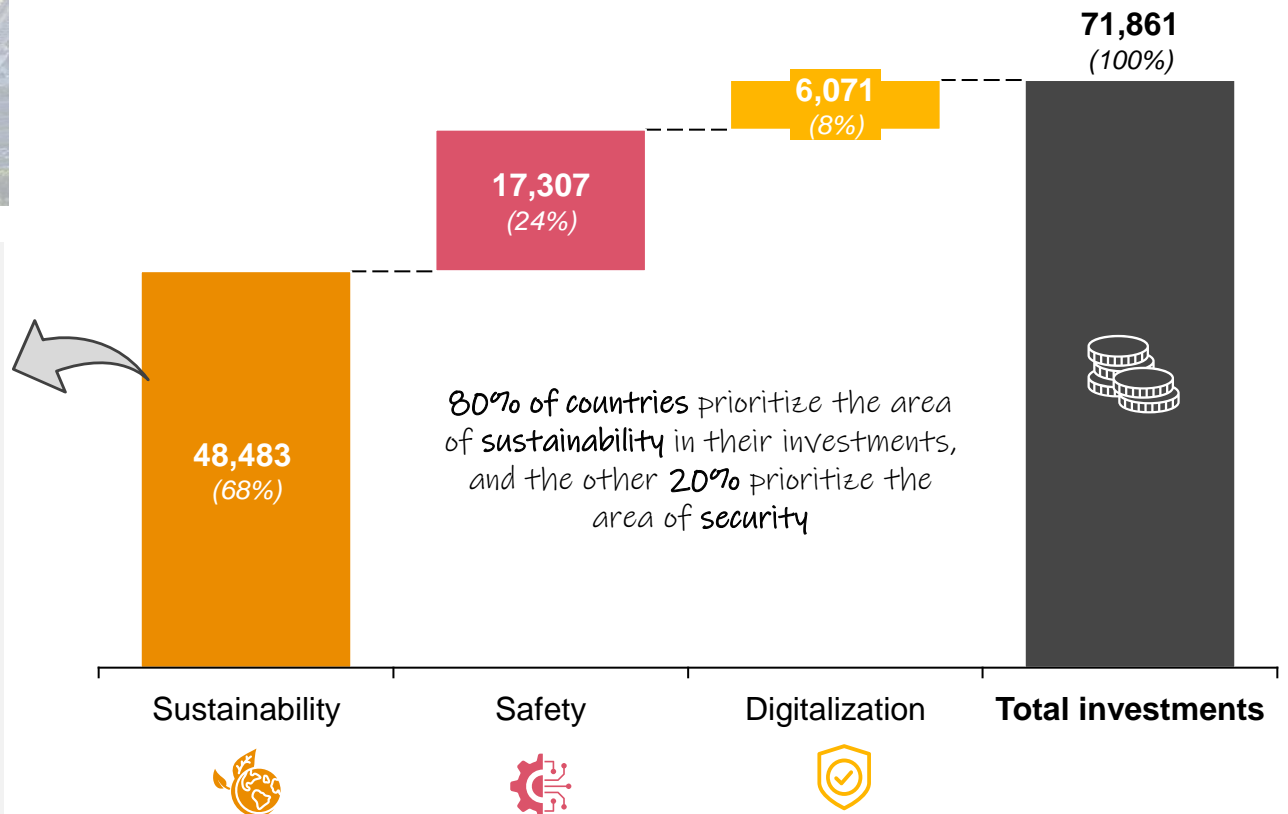 71,861
(100%)
6,071
(8%)
17,307
(24%)
48,483
(68%)
80% of countries prioritize the area
of sustainability in their investments,
and the other 20% prioritize the
area of security
Sustainability
Safety
Digitalization
Total investments